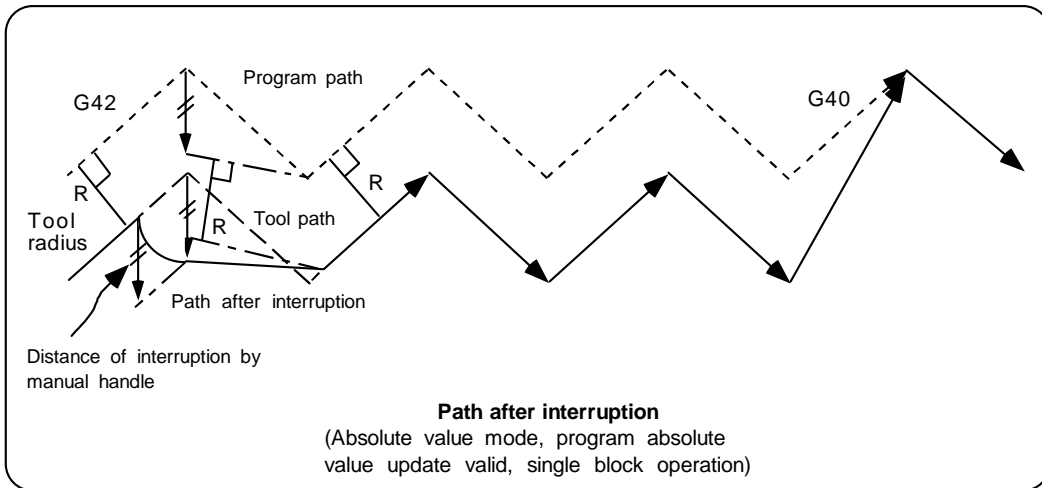 Program path
G42
G40
R
R
R
Tool
radius
Tool path
Path after interruption
Distance of interruption by
manual handle
Path after interruption
(Absolute value mode, program absolute
value update valid, single block operation)